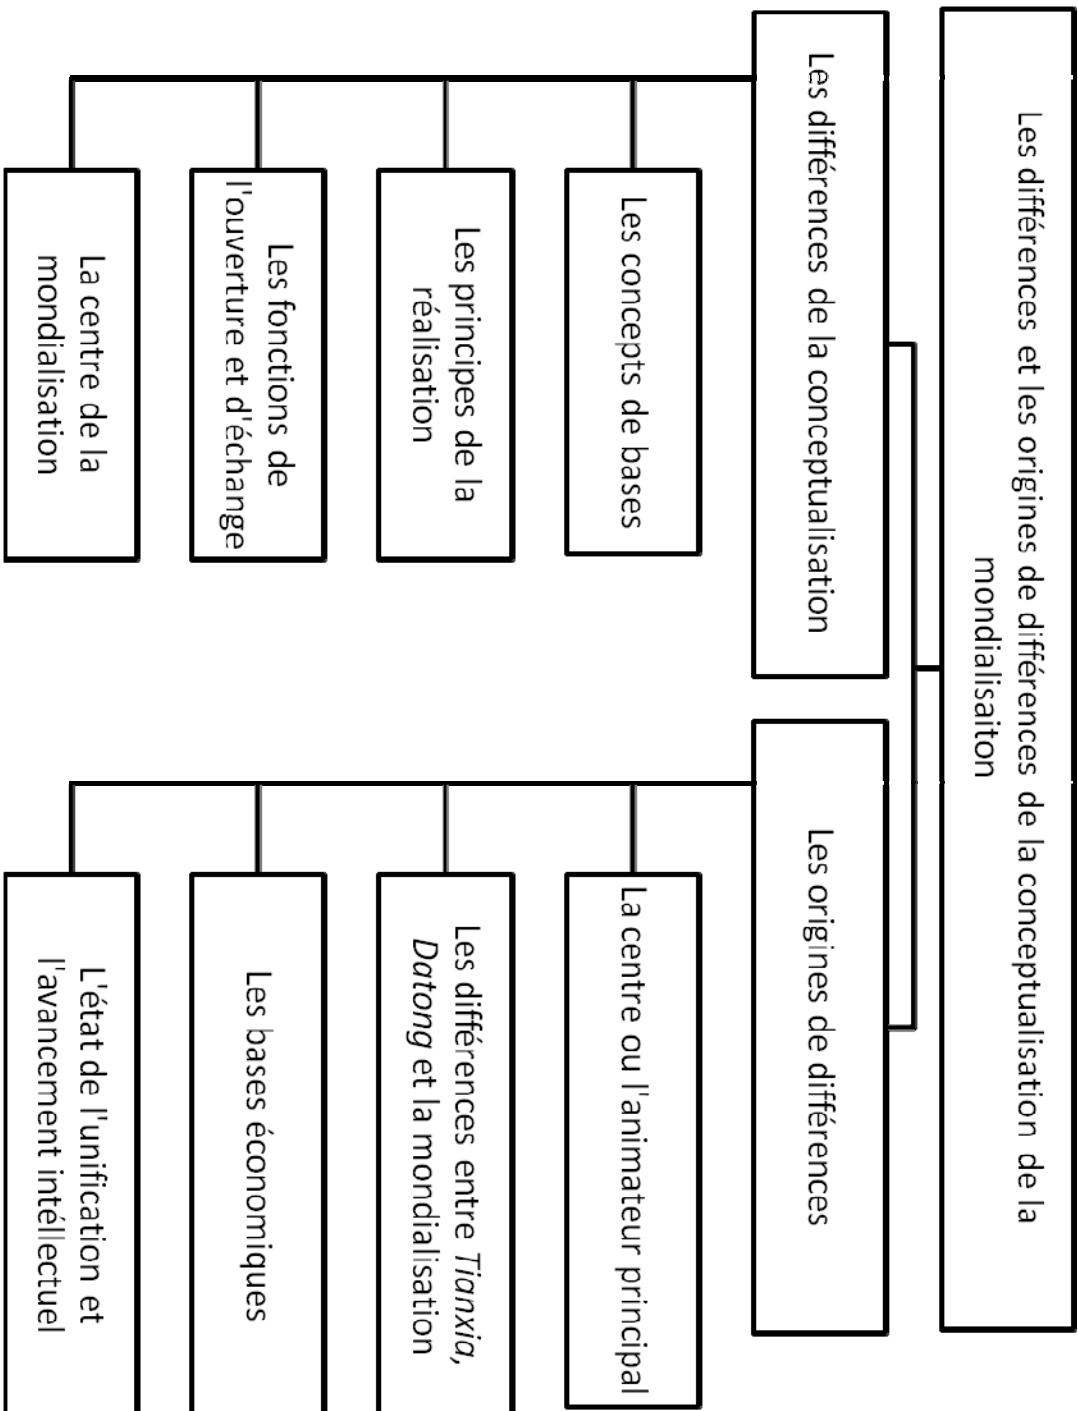 Les différences et les origines de différences de la conceptualisation de la
mondialisaiton
Les différences de la conceptualisation
Les concepts de bases
Les principes de la
réalisation
Les fonctions de
l'ouverture et d'échange
La centre de la
mondialisation
Les origines de différences
La centre ou l'animateur principal
Les différences entre Tianxia,
Datong et la mondialisation
Les bases économiques
L'état de l'unification et
l'avancement intéllectuel